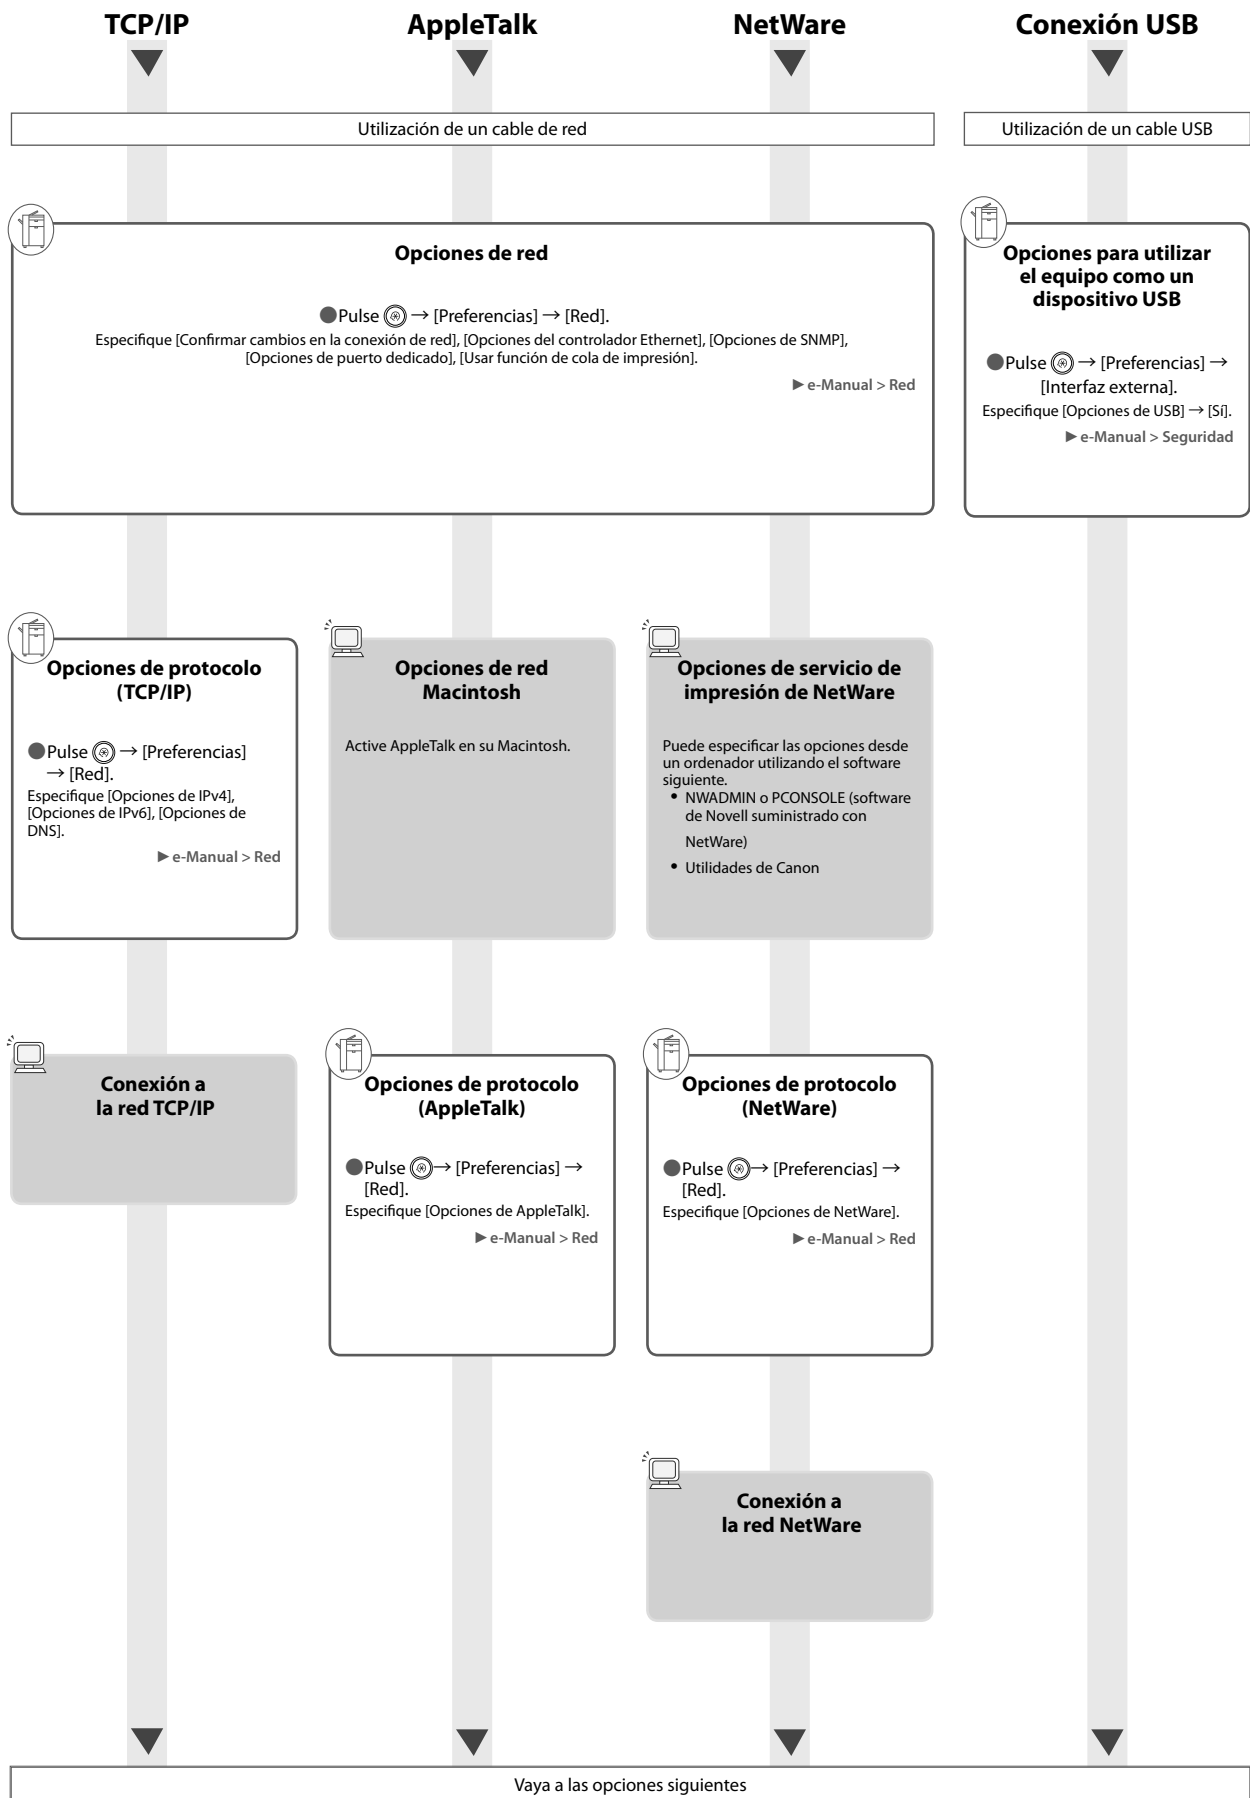 TCP/IP
AppleTalk
NetWare
Conexión USB
Utilización de un cable de red
Utilización de un cable USB
Opciones de red
●Pulse → [Preferencias] → [Red].
Especifique [Confirmar cambios en la conexión de red], [Opciones del controlador Ethernet], [Opciones de SNMP],
[Opciones de puerto dedicado], [Usar función de cola de impresión].
►e-Manual > Red
Opciones para utilizar
el equipo como un
dispositivo USB
●Pulse → [Preferencias] →
[Interfaz externa].
Especifique [Opciones de USB] → [Sí].
►e-Manual > Seguridad
Opciones de protocolo
(TCP/IP)
●Pulse → [Preferencias]
→ [Red].
Especifique [Opciones de IPv4],
[Opciones de IPv6], [Opciones de
DNS].
►e-Manual > Red
Opciones de red
Macintosh
Active AppleTalk en su Macintosh.
Opciones de servicio de
impresión de NetWare
Puede especificar las opciones desde
un ordenador utilizando el software
siguiente.
• NWADMIN o PCONSOLE (software
de Novell suministrado con
NetWare)
• Utilidades de Canon
Conexión a
la red TCP/IP
Opciones de protocolo
(AppleTalk)
●Pulse → [Preferencias] →
[Red].
Especifique [Opciones de AppleTalk].
►e-Manual > Red
Opciones de protocolo
(NetWare)
●Pulse → [Preferencias] →
[Red].
Especifique [Opciones de NetWare].
►e-Manual > Red
Conexión a
la red NetWare
Vaya a las opciones siguientes